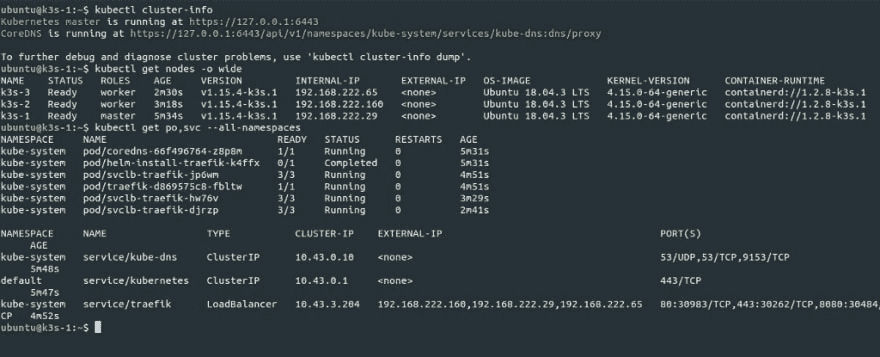 ubuntu@k3s-1:~$ kubectl cluster-info
Kubernetes master is running at https://127.0.0.1:6443
CoreDNS is running at https://127.0.0.1:6443/api/v1/namespaces/kube-system/services/kube-dns:dns/proxy
To further debug and diagnose cluster problems, use 'kubectl cluster-info dump'.
ubuntu@k3s-1:~$ kubectl get nodes -o wide
NAME STATUS ROLES AGE VERSION INTERNAL-IP EXTERNAL-IP OS-IMAGE KERNEL-VERSION CONTAINER-RUNTIME
k3s-3 Ready worker 2m30s v1.15.4-k3s.1 192.168.222.65 <none> Ubuntu 18.04.3 LTS 4.15.0-64-generic containerd://1.2.8-k3s.1
k3s-2 Ready worker 3m18s v1.15.4-k3s.1 192.168.222.160 <none> Ubuntu 18.04.3 LTS 4.15.0-64-generic containerd://1.2.8-k3s.1
k3s-1 Ready master 5m34s v1.15.4-k3s.1 192.168.222.29 <none> Ubuntu 18.04.3 LTS 4.15.0-64-generic containerd://1.2.8-k3s.1
ubuntu@k3s-1:~$ kubectl get po,svc --all-namespaces
NAMESPACE NAME READY STATUS RESTARTS AGE
kube-system pod/coredns-66f496764-z8p8m 1/1 Running 0 5m31s
kube-system pod/helm-install-traefik-k4ffx 0/1 Completed 0 5m31s
kube-system pod/svclb-traefik-jp6wm 3/3 Running 0 4m51s
kube-system pod/traefik-d869575c8-fbltw 1/1 Running 0 4m51s
kube-system pod/svclb-traefik-hw76v 3/3 Running 0 3m29s
kube-system pod/svclb-traefik-djrzp 3/3 Running 0 2m41s
NAMESPACE NAME TYPE CLUSTER-IP EXTERNAL-IP PORT(S)
AGE
kube-system service/kube-dns ClusterIP 10.43.0.10 <none> 53/UDP,53/TCP,9153/TCP
5m48s
default service/kubernetes ClusterIP 10.43.0.1 <none> 443/TCP
5m47s
kube-system service/traefik LoadBalancer 10.43.3.204 192.168.222.160,192.168.222.29,192.168.222.65 80:30983/TCP,443:30262/TCP,8080:30484/
CP 4m52s
ubuntu@k3s-1:~$